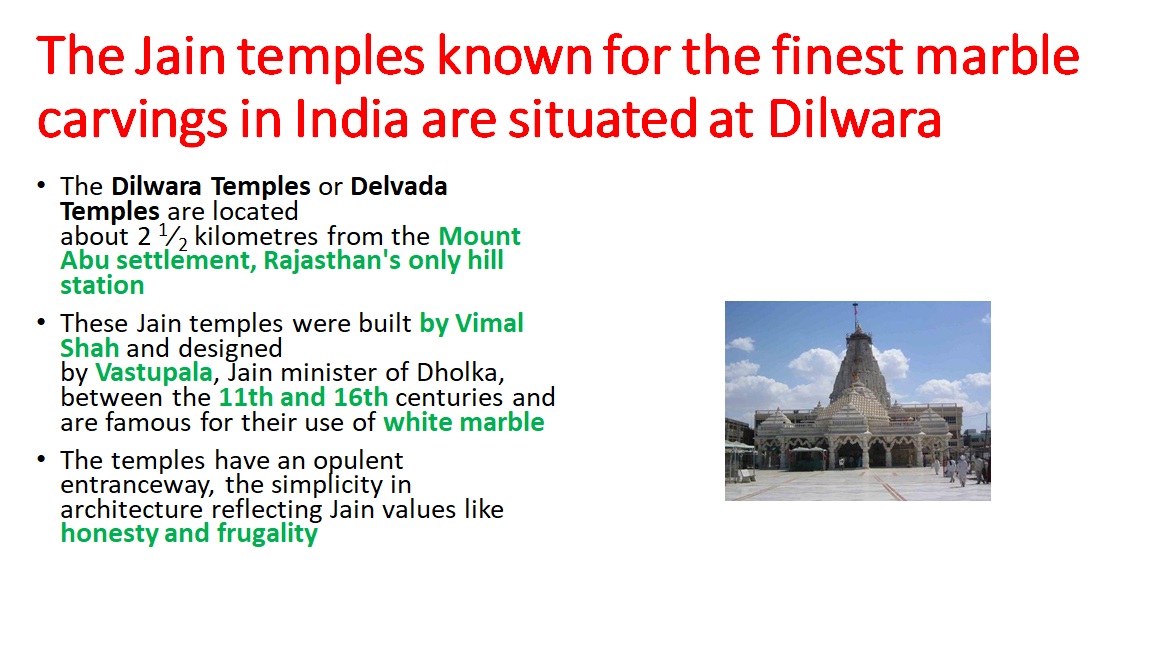 The Jain temples known for the finest marble
carvings in India are situated at Dilwara
• The Dilwara Temples or Delvada
Temples are located
about 2 1⁄2 kilometres from the Mount
Abu settlement, Rajasthan's only hill
station
• These Jain temples were built by Vimal
Shah and designed
by Vastupala, Jain minister of Dholka,
between the 11th and 16th centuries and
are famous for their use of white marble
• The temples have an opulent
entranceway, the simplicity in
architecture reflecting Jain values like
honesty and frugality